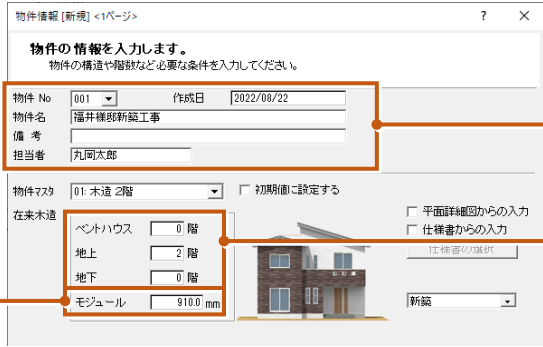 物件情報 [新規] <1ページ> ? ×
物件の情報を入力します。
物件の構造や階数など必要な条件を入力してください。
物件 No 001 作成日 2022/08/22
物件名 福井様邸新築工事
備 考
担当者 丸岡太郎
物件マスタ 01: 木造 2階 初期値に設定する
在来木造
ペントハウス 0 階
地上 2 階
地下 0 階
モジュール 910.0 mm
平面詳細図からの入力
仕様書からの入力
仕様書の選択
新築